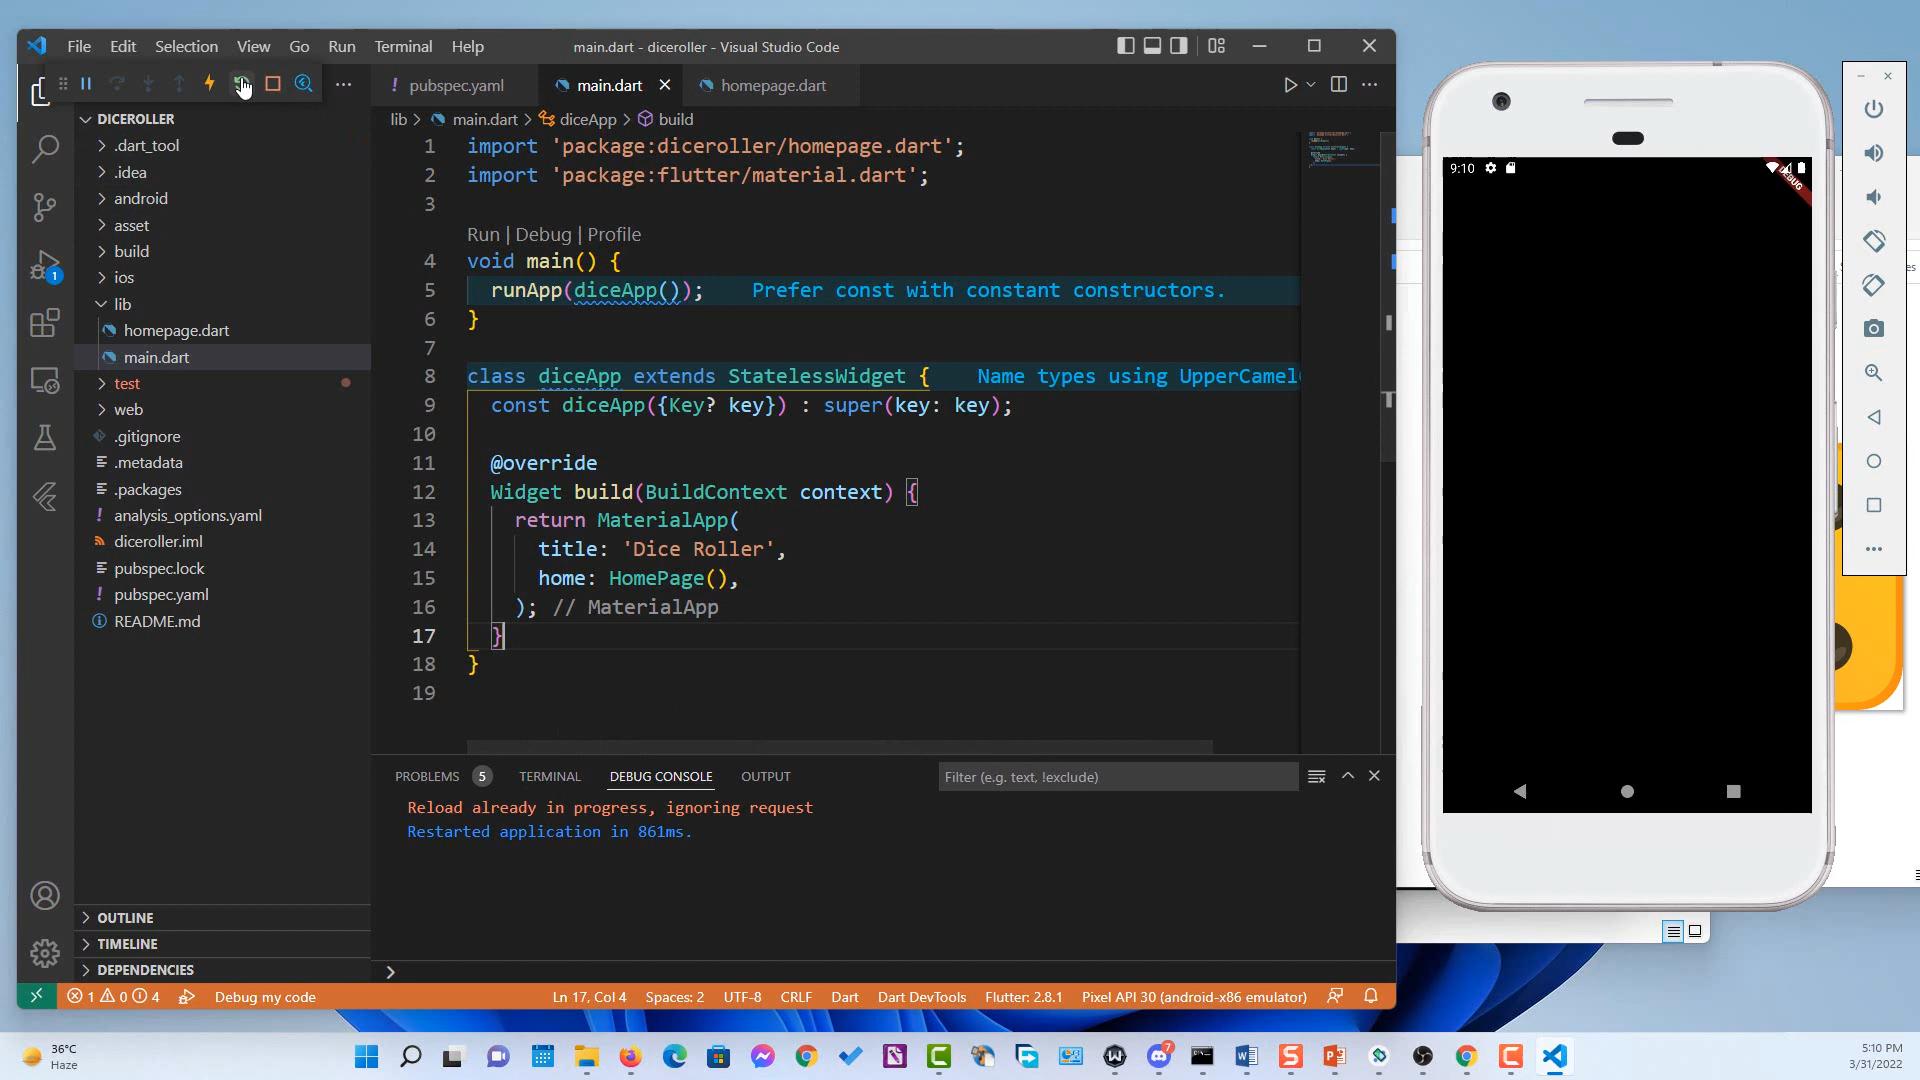 File Edit Selection View Go Run Terminal Help
main.dart - diceroller - Visual Studio Code
pubspec.yaml
main.dart
homepage.dart
lib > main.dart > diceApp > build
DICEROLLER
.dart_tool
.idea
android
asset
build
ios
lib
homepage.dart
main.dart
test
web
.gitignore
.metadata
.packages
analysis_options.yaml
diceroller.iml
pubspec.lock
pubspec.yaml
README.md
OUTLINE
TIMELINE
DEPENDENCIES
1
1 import 'package:diceroller/homepage.dart';
2 import 'package:flutter/material.dart';
3
Run | Debug | Profile
4 void main() {
5 runApp(diceApp()); Prefer const with constant constructors.
6 }
7
8 class diceApp extends StatelessWidget { Name types using UpperCamel
9 const diceApp({Key? key}) : super(key: key);
10
11 @override
12 Widget build(BuildContext context) {
13 return MaterialApp(
14 title: 'Dice Roller',
15 home: HomePage(),
16 ); // MaterialApp
17 }
18 }
19
PROBLEMS 5 TERMINAL DEBUG CONSOLE OUTPUT
Filter (e.g. text, !exclude)
Reload already in progress, ignoring request
Restarted application in 861ms.
1 0 4 Debug my code
Ln 17, Col 4 Spaces: 2 UTF-8 CRLF Dart Dart DevTools Flutter: 2.8.1 Pixel API 30 (android-x86 emulator)
9:10
DEBUG
es
36°C
Haze
7
5:10 PM
3/31/2022